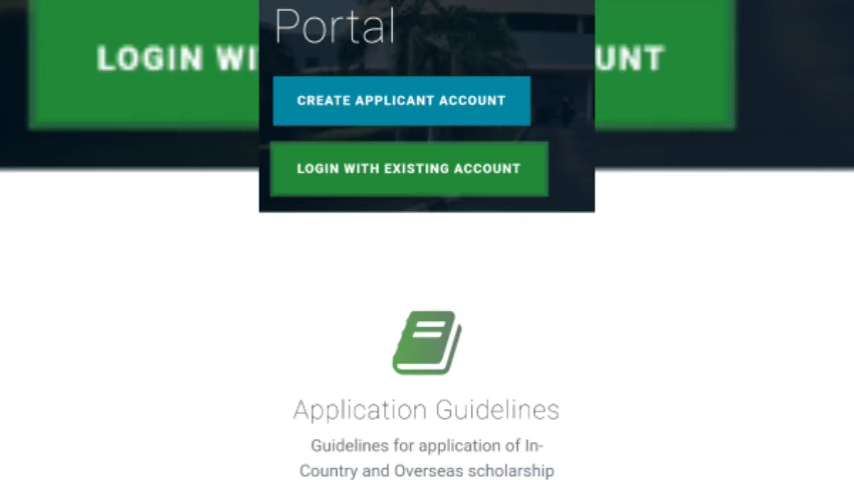 Portal
LOGIN WI
UNT
CREATE APPLICANT ACCOUNT
LOGIN WITH EXISTING ACCOUNT
Application Guidelines
Guidelines for application of In-
Country and Overseas scholarship